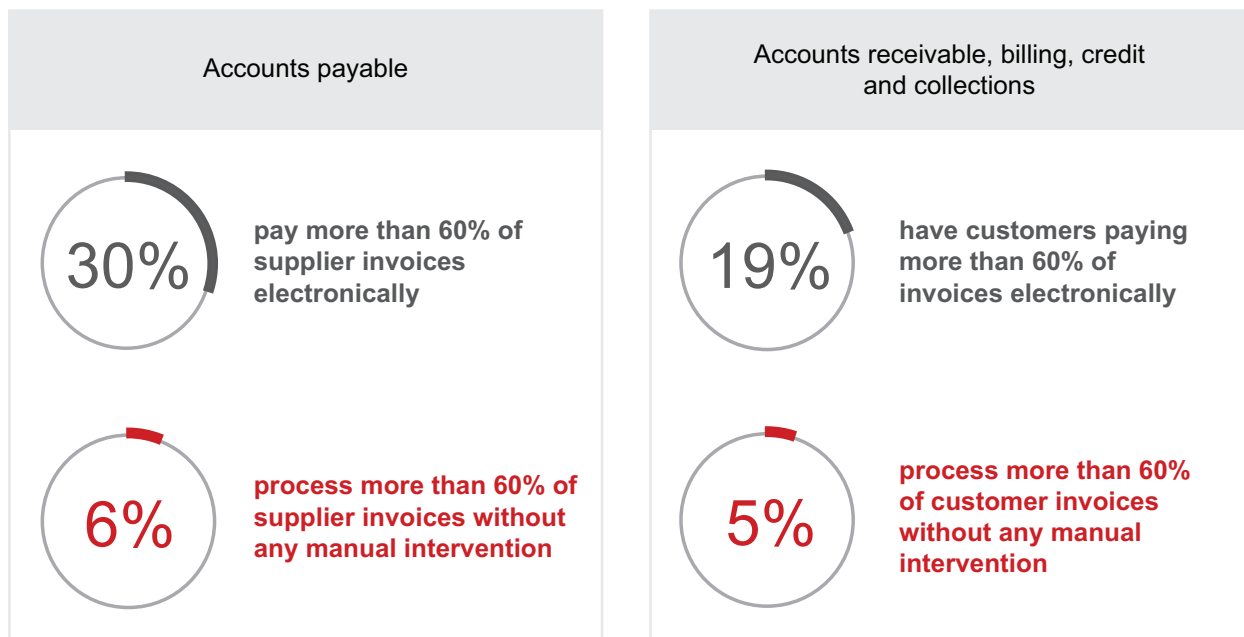 Accounts payable
30%
pay more than 60% of
supplier invoices
electronically
6%
process more than 60% of
supplier invoices without
any manual intervention
Accounts receivable, billing, credit
and collections
19%
have customers paying
more than 60% of
invoices electronically
5%
process more than 60%
of customer invoices
without any manual
intervention